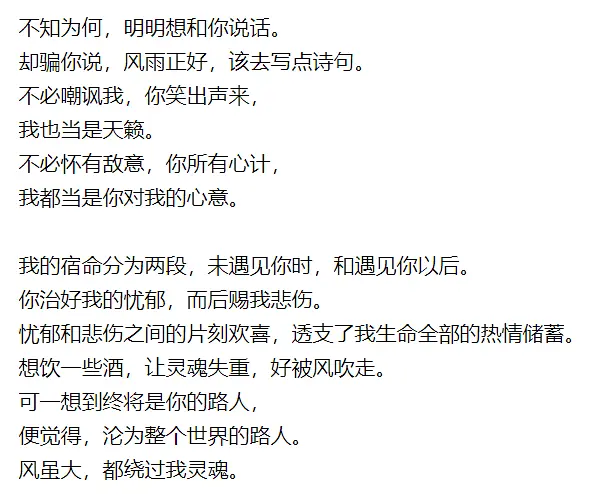 不知为何，明明想和你说话。
却骗你说，风雨正好，该去写点诗句。
不必嘲讽我，你笑出声来，
我也当是天籁。
不必怀有敌意，你所有心计，
我都当是你对我的心意。
我的宿命分为两段，未遇见你时，和遇见你以后。
你治好我的忧郁，而后赐我悲伤。
忧郁和悲伤之间的片刻欢喜，透支了我生命全部的热情储蓄。
想饮一些酒，让灵魂失重，好被风吹走。
可一想到终将是你的路人，
便觉得，沦为整个世界的路人。
风虽大，都绕过我灵魂。